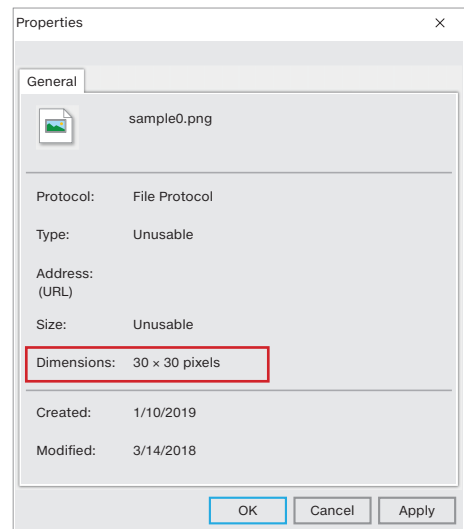 Properties
General
sample0.png
Protocol: File Protocol
Type: Unusable
Address:
(URL)
Size: Unusable
Dimensions: 30 × 30 pixels
Created: 1/10/2019
Modified: 3/14/2018
OK Cancel Apply